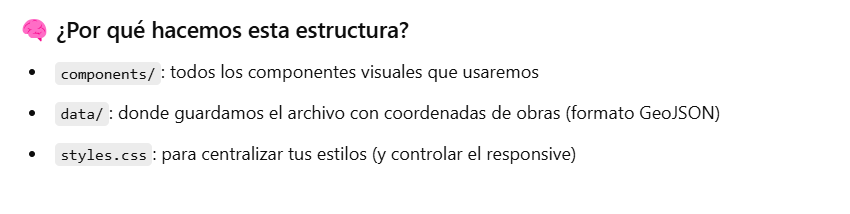 🧠 ¿Por qué hacemos esta estructura?
• components/: todos los componentes visuales que usaremos
• data/: donde guardamos el archivo con coordenadas de obras (formato GeoJSON)
• styles.css: para centralizar tus estilos (y controlar el responsive)